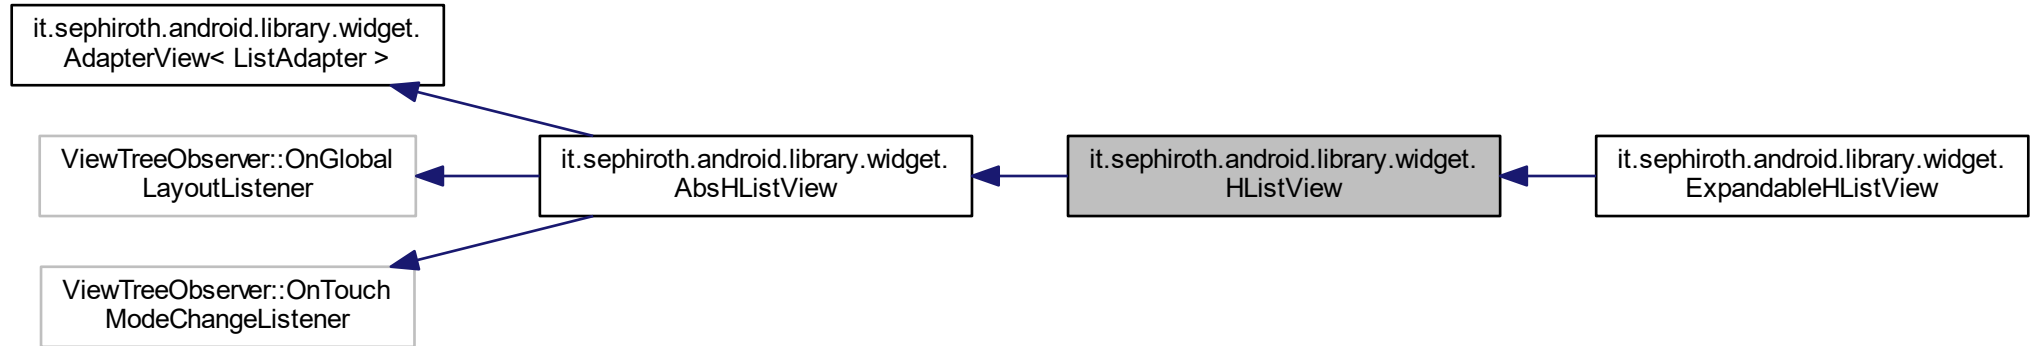 it.sephiroth.android.library.widget.
AdapterView< ListAdapter >
ViewTreeObserver::OnGlobal
LayoutListener
ViewTreeObserver::OnTouch
ModeChangeListener
it.sephiroth.android.library.widget.
AbsHListView
it.sephiroth.android.library.widget.
HListView
it.sephiroth.android.library.widget.
ExpandableHListView